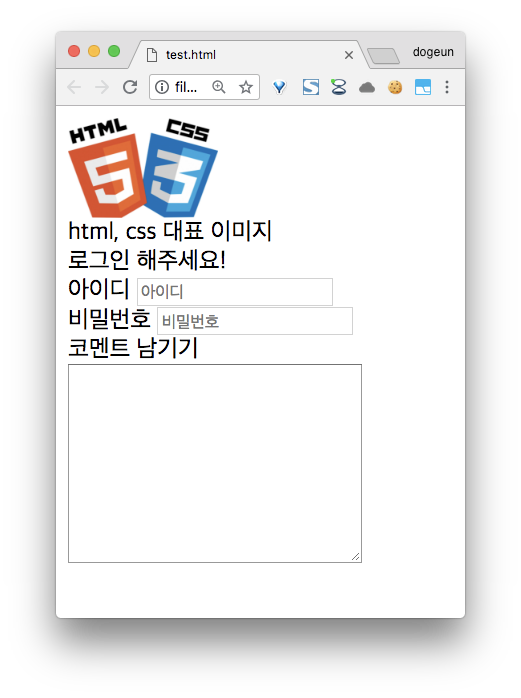 test.html
dogeun
fil...
HTML CSS
5 3
html, css 대표 이미지
로그인 해주세요!
아이디 아이디
비밀번호 비밀번호
코멘트 남기기